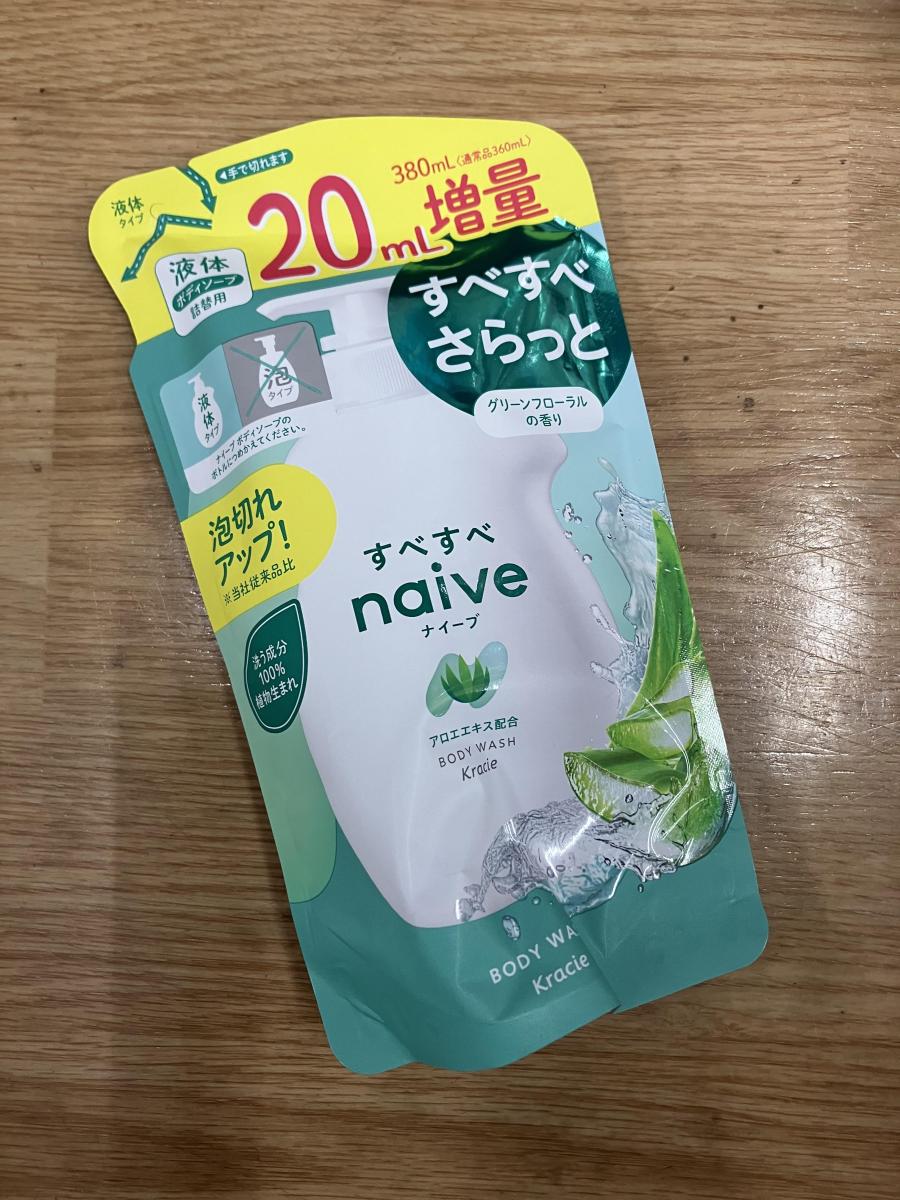 ◀手で切れます
380mL〈通常品360mL〉
20mL増量
液体
タイプ
液体
ボディソープ
詰替用
すべすべ
さらっと
グリーンフローラル
の香り
液体
タイプ
泡
タイプ
ナイーブ ボディソープの
ボトルにつめかえてください。
泡切れ
アップ!
※当社従来品比
洗う成分
100%
植物生まれ
すべすべ
naive
ナイーブ
アロエエキス配合
BODY WASH
Kracie
BODY WA
Kracie